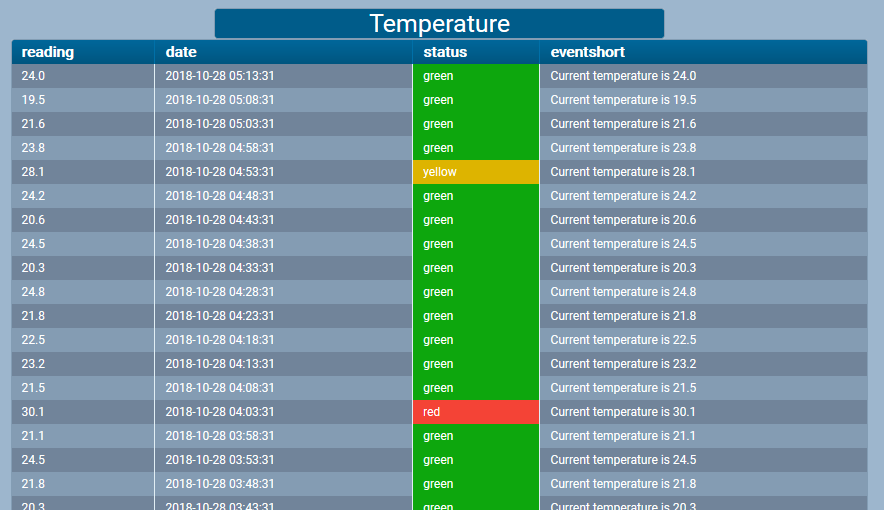 Temperature
reading date status eventshort
24.0 2018-10-28 05:13:31 green Current temperature is 24.0
19.5 2018-10-28 05:08:31 green Current temperature is 19.5
21.6 2018-10-28 05:03:31 green Current temperature is 21.6
23.8 2018-10-28 04:58:31 green Current temperature is 23.8
28.1 2018-10-28 04:53:31 yellow Current temperature is 28.1
24.2 2018-10-28 04:48:31 green Current temperature is 24.2
20.6 2018-10-28 04:43:31 green Current temperature is 20.6
24.5 2018-10-28 04:38:31 green Current temperature is 24.5
20.3 2018-10-28 04:33:31 green Current temperature is 20.3
24.8 2018-10-28 04:28:31 green Current temperature is 24.8
21.8 2018-10-28 04:23:31 green Current temperature is 21.8
22.5 2018-10-28 04:18:31 green Current temperature is 22.5
23.2 2018-10-28 04:13:31 green Current temperature is 23.2
21.5 2018-10-28 04:08:31 green Current temperature is 21.5
30.1 2018-10-28 04:03:31 red Current temperature is 30.1
21.1 2018-10-28 03:58:31 green Current temperature is 21.1
24.5 2018-10-28 03:53:31 green Current temperature is 24.5
21.8 2018-10-28 03:48:31 green Current temperature is 21.8
20.3 2018-10-28 03:43:31 green Current temperature is 20.3